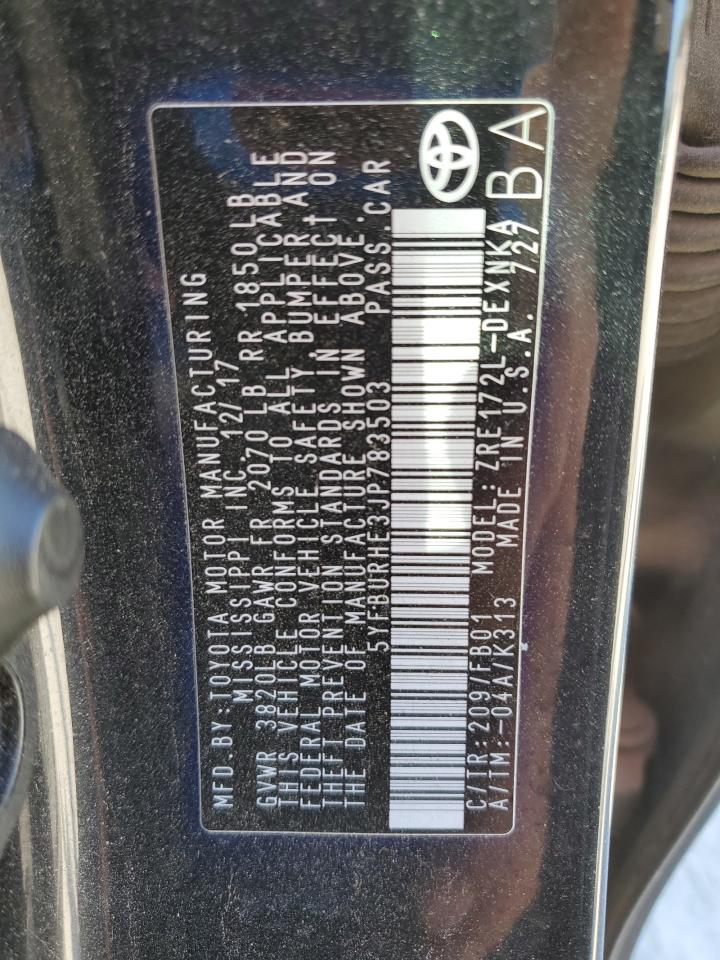 MFD.BY:TOYOTA MOTOR MANUFACTURING
MISSISSIPPI INC.12/17
GVWR 3820LB GAWR FR 2070LB RR 1850LB
THIS VEHICLE CONFORMS TO ALL APPLICABLE
FEDERAL MOTOR VEHICLE SAFETY BUMPER,AND
THEFT PREVENTION STANDARDS IN EFFECT ON
THE DATE OF MANUFACTURE SHOWN ABOVE.
5YFBURHE3JP783503 PASS.CAR
C/TR:209/FB01 MODEL:ZRE172L-DEXNKA
A/TM:-04A/K313 MADE IN U.S.A. 727
BA